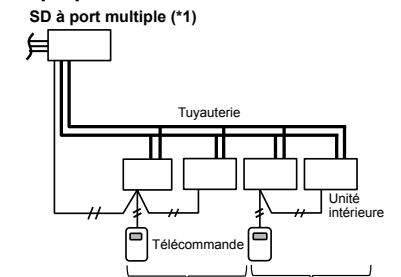 SD à port multiple (*1)
Tuyauterie
Unité
intérieure
Télécommande